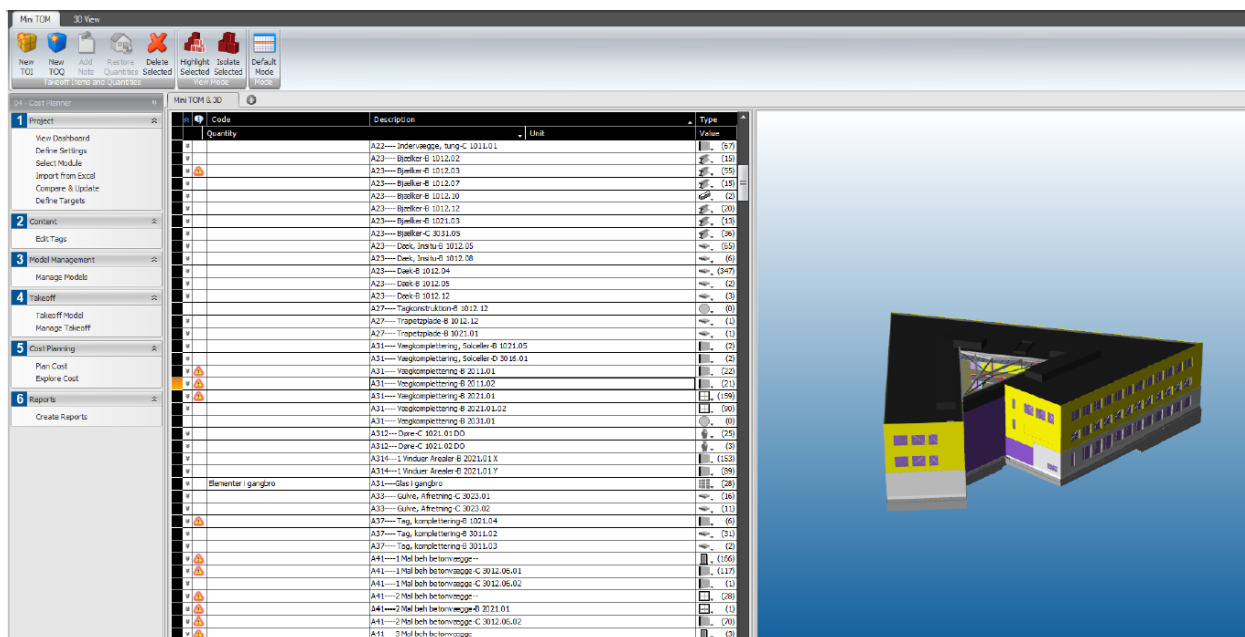 Mini TOM 3D View
New TOI
New TOQ
Add Note
Restore Quantities
Delete Selected
Highlight Selected
Isolate Selected
Default Mode
Takeoff Items and Quantities View Mode Mode
04 - Cost Planner
Mini TOM & 3D
1 Project
View Dashboard
Define Settings
Select Module
Import from Excel
Compare & Update
Define Targets
2 Content
Edit Tags
3 Model Management
Manage Models
4 Takeoff
Takeoff Model
Manage Takeoff
5 Cost Planning
Plan Cost
Explore Cost
6 Reports
Create Reports
Code Description Type
Quantity Unit Value
A22---- Indervægge, tung-C 1011.01 (57)
A23---- Bjælker-B 1012.02 (15)
A23---- Bjælker-B 1012.03 (55)
A23---- Bjælker-B 1012.07 (15)
A23---- Bjælker-B 1012.10 (2)
A23---- Bjælker-B 1012.12 (20)
A23---- Bjælker-B 1021.03 (13)
A23---- Bjælker-C 3031.05 (36)
A23---- Dæk, Insitu-B 1012.05 (55)
A23---- Dæk, Insitu-B 1012.08 (6)
A23---- Dæk-B 1012.04 (347)
A23---- Dæk-B 1012.05 (2)
A23---- Dæk-B 1012.12 (3)
A27---- Tagkonstruktion-B 1012.12 (0)
A27---- Trapetzplade-B 1012.12 (1)
A27---- Trapetzplade-B 1021.01 (1)
A31---- Vægkomplettering, Solceller-B 1021.05 (2)
A31---- Vægkomplettering, Solceller-D 3016.01 (2)
A31---- Vægkomplettering-B 2011.01 (22)
A31---- Vægkomplettering-B 2011.02 (21)
A31---- Vægkomplettering-B 2021.01 (159)
A31---- Vægkomplettering-B 2021.01.02 (90)
A31---- Vægkomplettering-B 2031.01 (0)
A312--- Døre-C 1021.01 DO (25)
A312--- Døre-C 1021.02 DO (3)
A314---1 Vinduer Arealer-B 2021.01 X (153)
A314---1 Vinduer Arealer-B 2021.01 Y (89)
Elementer i gangbro A31----Glas i gangbro (28)
A33---- Gulve, Afretning-C 3023.01 (16)
A33---- Gulve, Afretning-C 3023.02 (11)
A37---- Tag, komplettering-B 1021.04 (6)
A37---- Tag, komplettering-B 3011.02 (31)
A37---- Tag, komplettering-B 3011.03 (2)
A41----1 Mal beh betonvægge-- (166)
A41----1 Mal beh betonvægge-C 3012.06.01 (117)
A41----1 Mal beh betonvægge-C 3012.06.02 (1)
A41----2 Mal beh betonvægge-- (28)
A41----2 Mal beh betonvægge-B 2021.01 (1)
A41----2 Mal beh betonvægge-C 3012.06.02 (70)
A41----3 Mal beh betonvægge (3)